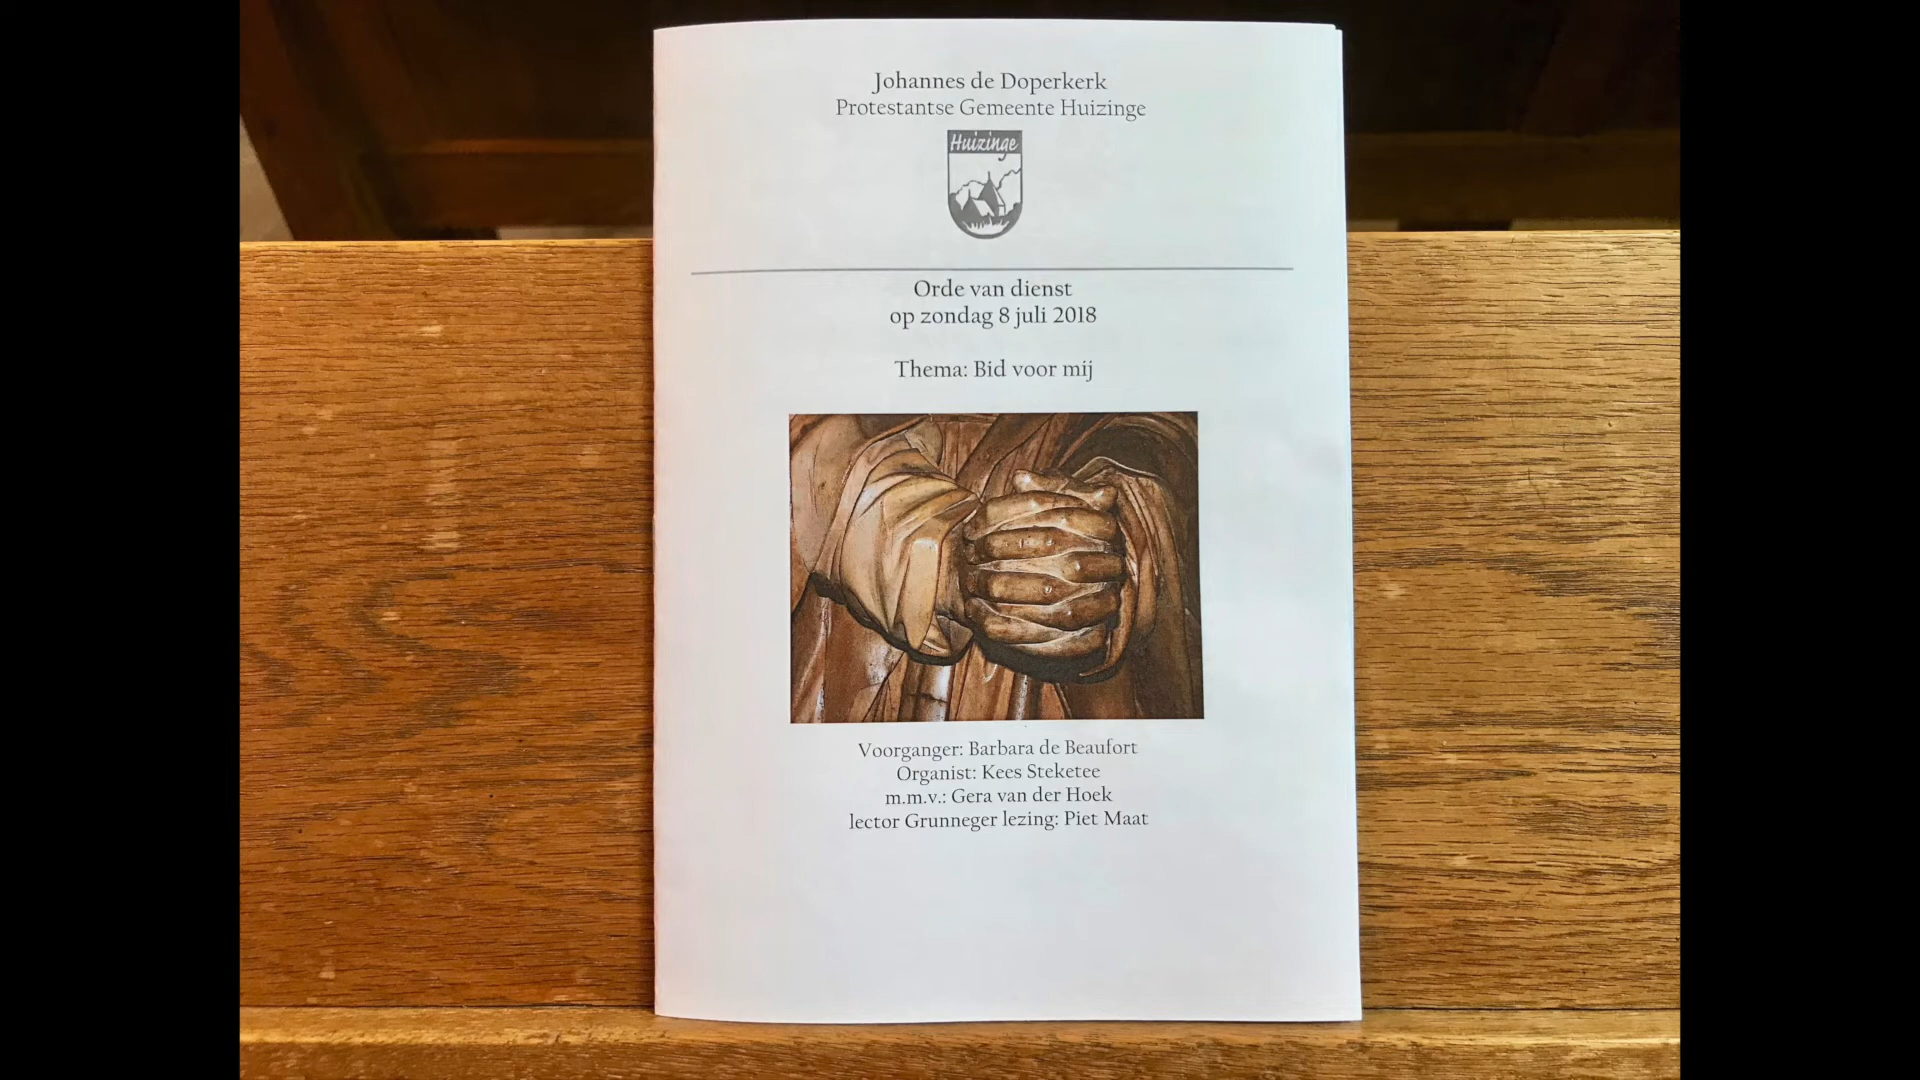 Johannes de Doperkerk
Protestantse Gemeente Huizinge
Huizinge
Orde van dienst
op zondag 8 juli 2018
Thema: Bid voor mij
Voorganger: Barbara de Beaufort
Organist: Kees Steketee
m.m.v.: Gera van der Hoek
lector Grunneger lezing: Piet Maat